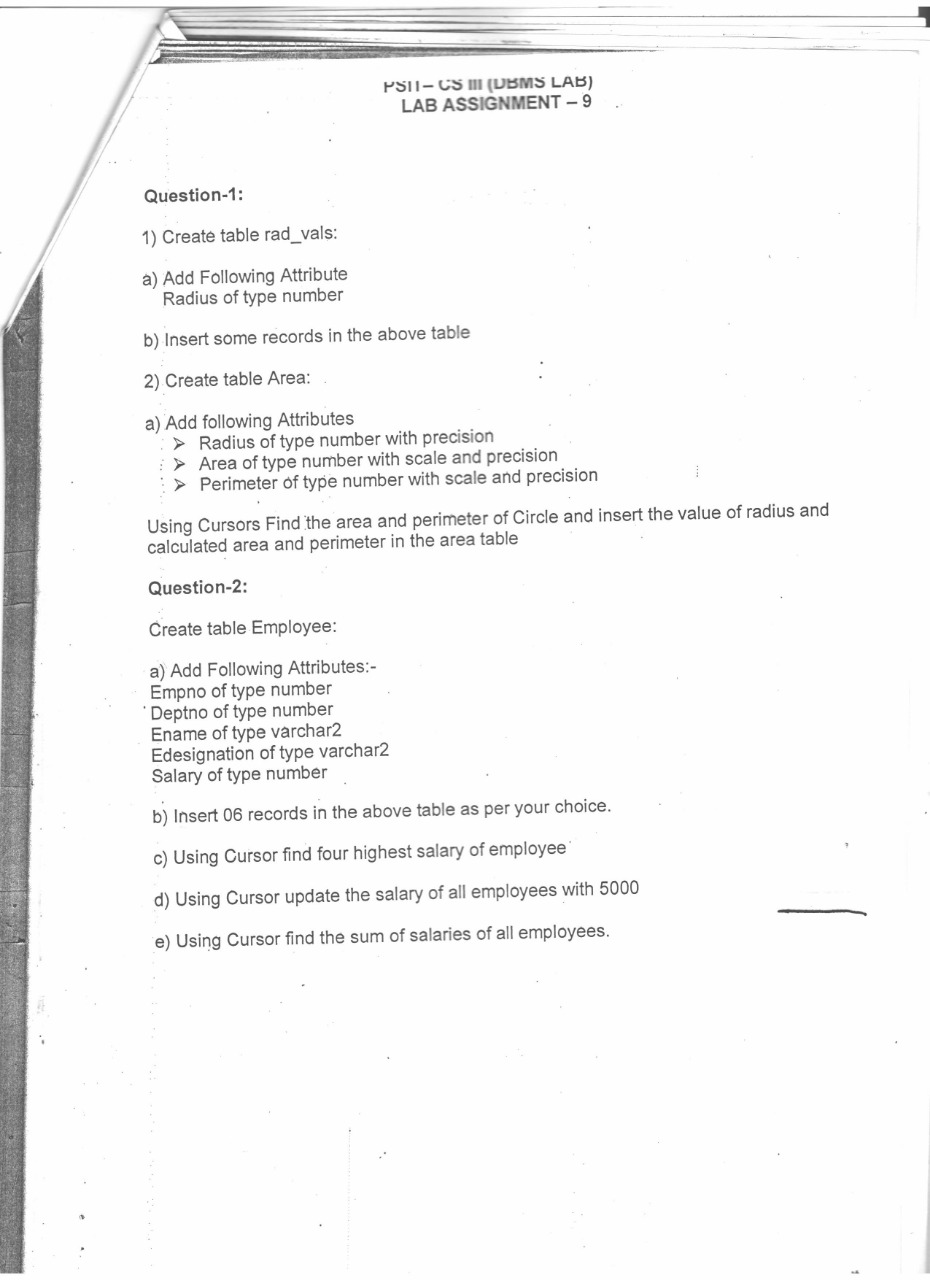 PSIT– CS III (DBMS LAB)
LAB ASSIGNMENT – 9
Question-1:
1) Create table rad_vals:
a) Add Following Attribute
Radius of type number
b) Insert some records in the above table
2) Create table Area:
a) Add following Attributes
➢ Radius of type number with precision
➢ Area of type number with scale and precision
➢ Perimeter of type number with scale and precision
Using Cursors Find the area and perimeter of Circle and insert the value of radius and
calculated area and perimeter in the area table
Question-2:
Create table Employee:
a) Add Following Attributes:-
Empno of type number
Deptno of type number
Ename of type varchar2
Edesignation of type varchar2
Salary of type number
b) Insert 06 records in the above table as per your choice.
c) Using Cursor find four highest salary of employee
d) Using Cursor update the salary of all employees with 5000
e) Using Cursor find the sum of salaries of all employees.